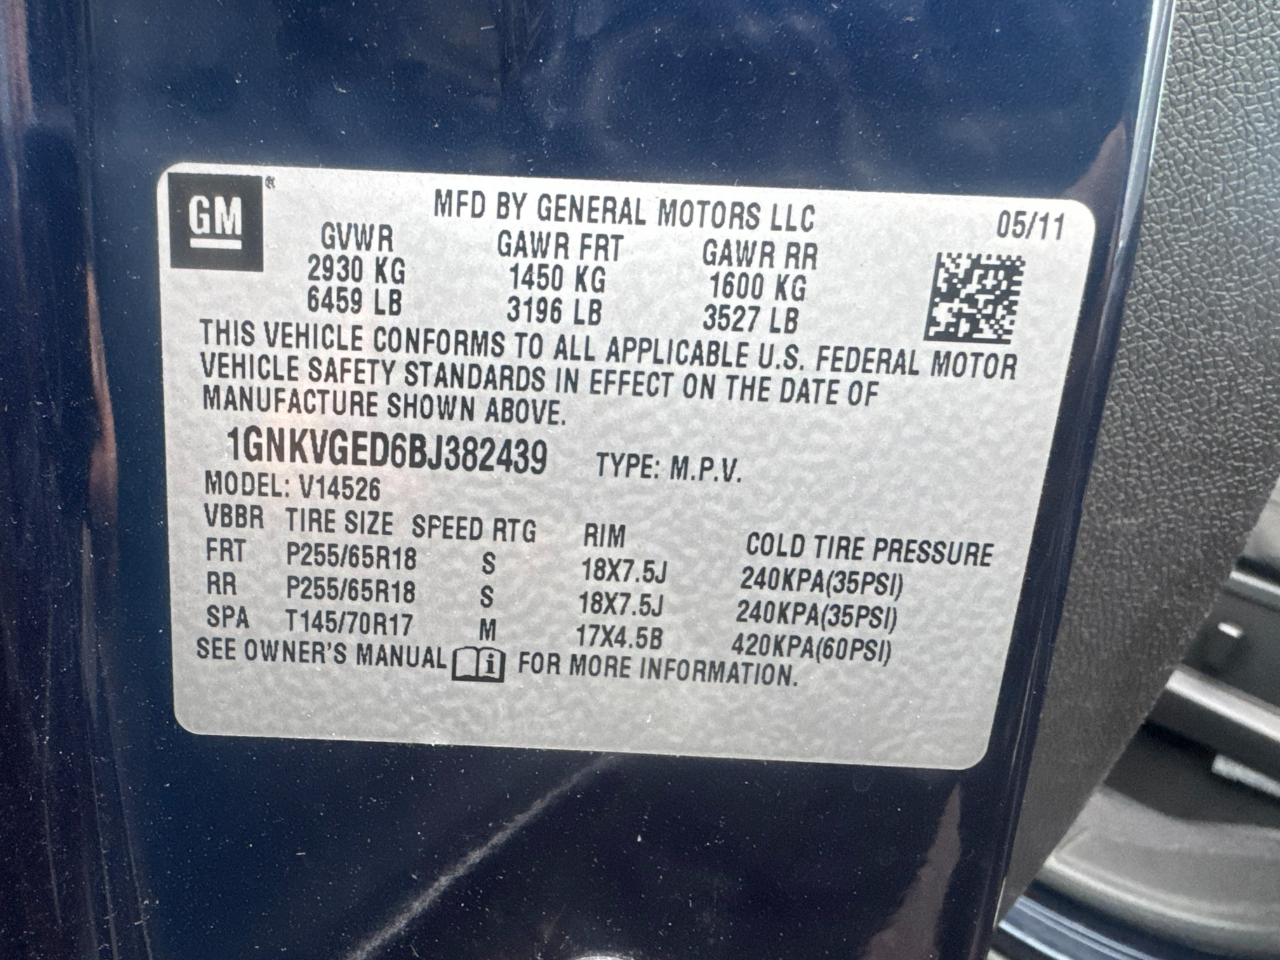 GM®
MFD BY GENERAL MOTORS LLC 05/11
GVWR GAWR FRT GAWR RR
2930 KG 1450 KG 1600 KG
6459 LB 3196 LB 3527 LB
THIS VEHICLE CONFORMS TO ALL APPLICABLE U.S. FEDERAL MOTOR
VEHICLE SAFETY STANDARDS IN EFFECT ON THE DATE OF
MANUFACTURE SHOWN ABOVE.
1GNKVGED6BJ382439 TYPE: M.P.V.
MODEL: V14526
VBBR TIRE SIZE SPEED RTG RIM COLD TIRE PRESSURE
FRT P255/65R18 S 18X7.5J 240KPA(35PSI)
RR P255/65R18 S 18X7.5J 240KPA(35PSI)
SPA T145/70R17 M 17X4.5B 420KPA(60PSI)
SEE OWNER'S MANUAL i FOR MORE INFORMATION.